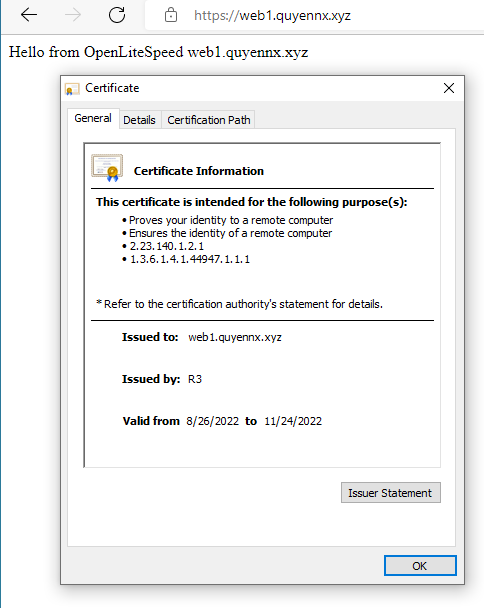 https://web1.quyennx.xyz
Hello from OpenLiteSpeed web1.quyennx.xyz
Certificate
General Details Certification Path
Certificate Information
This certificate is intended for the following purpose(s):
• Proves your identity to a remote computer
• Ensures the identity of a remote computer
• 2.23.140.1.2.1
• 1.3.6.1.4.1.44947.1.1.1
* Refer to the certification authority's statement for details.
Issued to: web1.quyennx.xyz
Issued by: R3
Valid from 8/26/2022 to 11/24/2022
Issuer Statement
OK